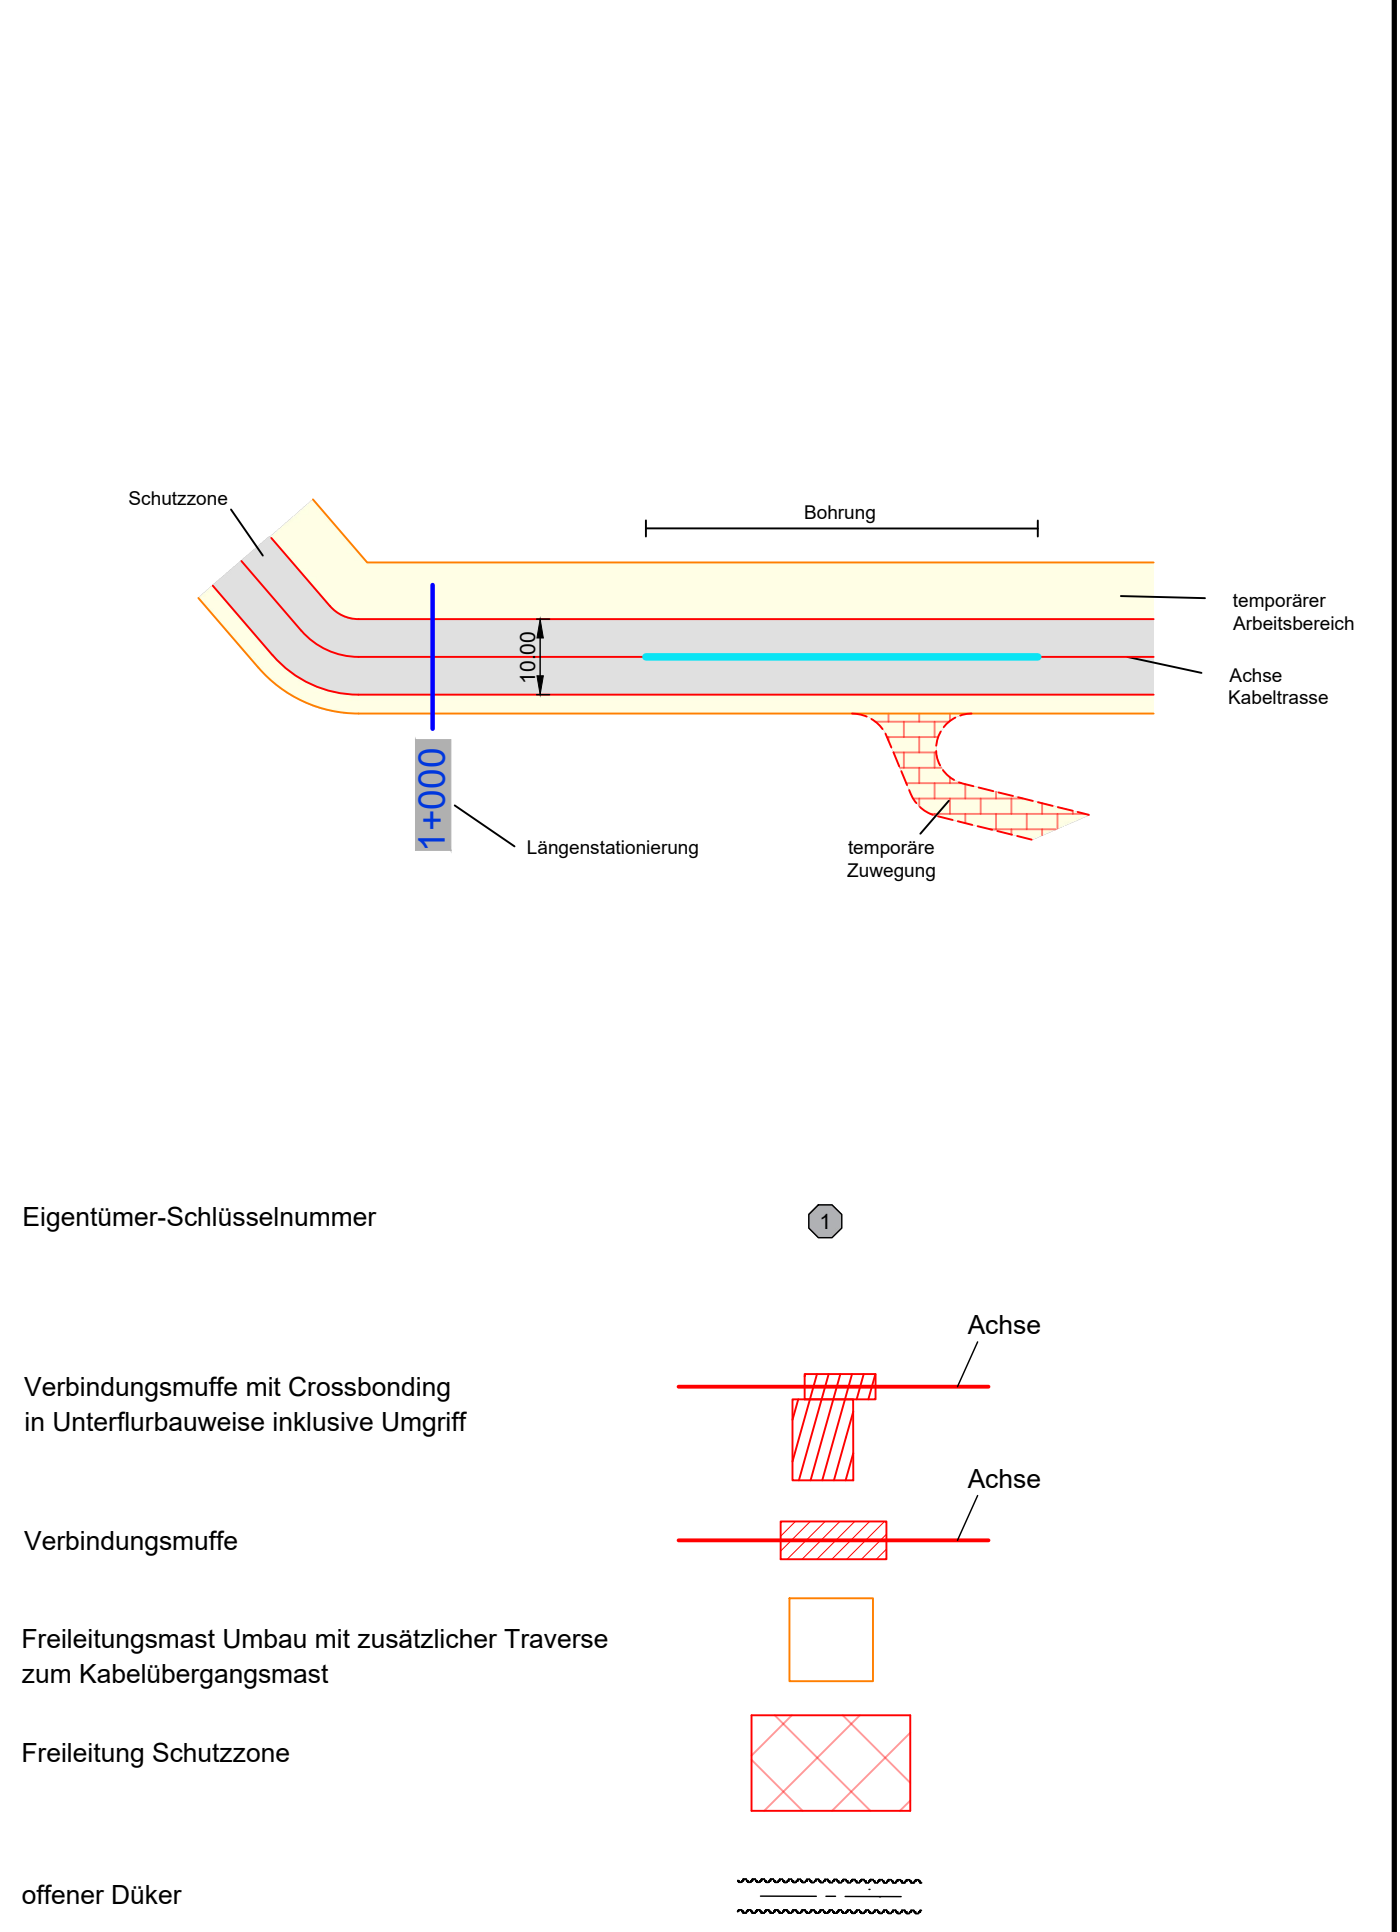 Schutzzone
Bohrung
temporärer
Arbeitsbereich
10.00
Achse
Kabeltrasse
1+000
Längenstationierung
temporäre
Zuwegung
Eigentümer-Schlüsselnummer
1
Achse
Verbindungsmuffe mit Crossbonding
in Unterflurbauweise inklusive Umgriff
Achse
Verbindungsmuffe
Freileitungsmast Umbau mit zusätzlicher Traverse
zum Kabelübergangsmast
Freileitung Schutzzone
offener Düker